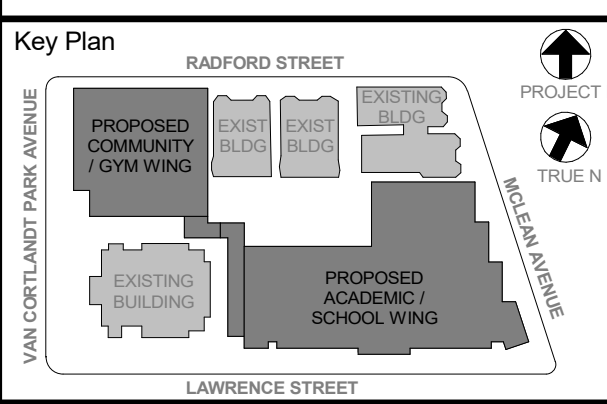 Key Plan
RADFORD STREET
PROJECT
TRUE N
VAN CORTLANDT PARK AVENUE
PROPOSED
COMMUNITY
/ GYM WING
EXIST
BLDG
EXIST
BLDG
EXISTING
BLDG
MCLEAN AVENUE
EXISTING
BUILDING
PROPOSED
ACADEMIC /
SCHOOL WING
LAWRENCE STREET